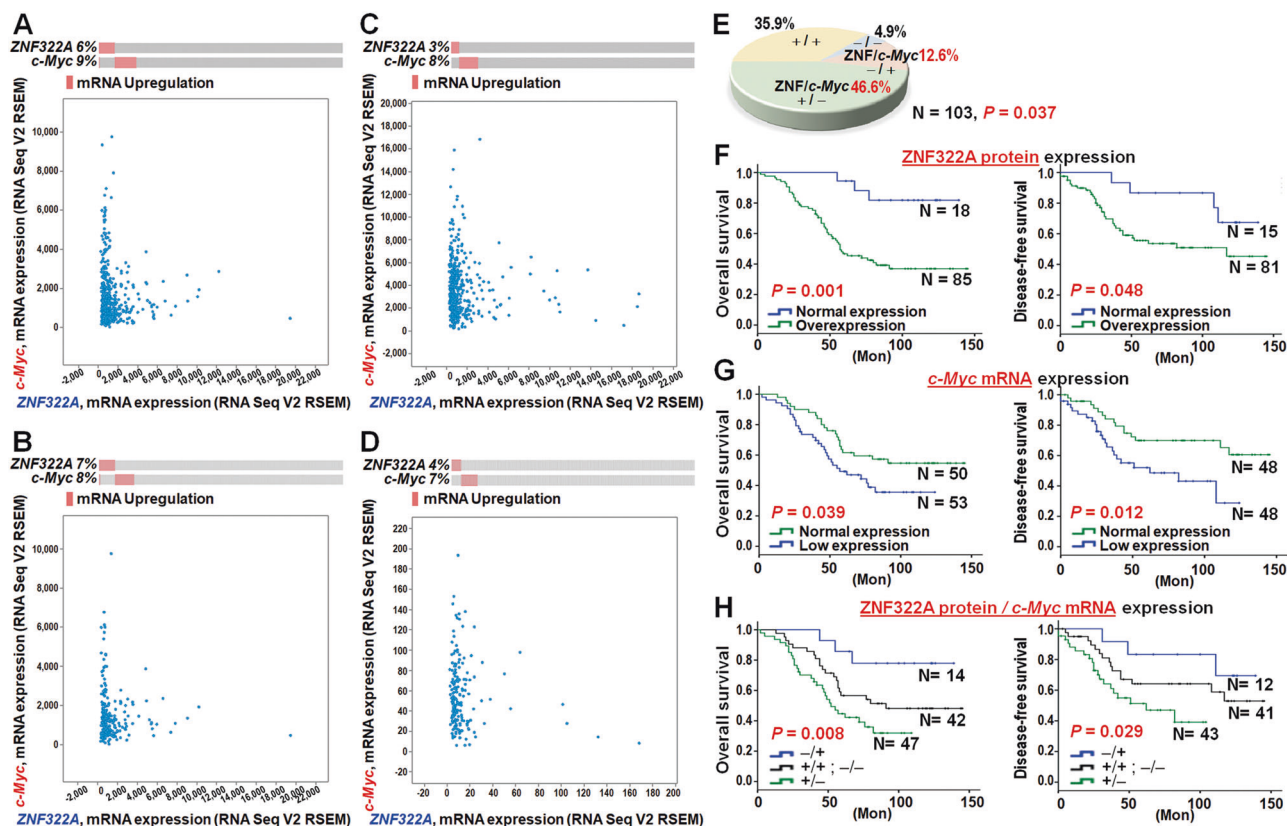 A
ZNF322A 6%
c-Myc 9%
mRNA Upregulation
c-Myc, mRNA expression (RNA Seq V2 RSEM)
10,000
8,000
6,000
4,000
2,000
0
-2,000 0 2,000 4,000 6,000 8,000 10,000 12,000 14,000 16,000 18,000 20,000 22,000
ZNF322A, mRNA expression (RNA Seq V2 RSEM)
B
ZNF322A 7%
c-Myc 8%
mRNA Upregulation
c-Myc, mRNA expression (RNA Seq V2 RSEM)
10,000
8,000
6,000
4,000
2,000
0
-2,000 0 2,000 4,000 6,000 8,000 10,000 12,000 14,000 16,000 18,000 20,000 22,000
ZNF322A, mRNA expression (RNA Seq V2 RSEM)
C
ZNF322A 3%
c-Myc 8%
mRNA Upregulation
c-Myc, mRNA expression (RNA Seq V2 RSEM)
20,000
18,000
16,000
14,000
12,000
10,000
8,000
6,000
4,000
2,000
0
-2,000
-2,000 0 2,000 4,000 6,000 8,000 10,000 12,000 14,000 16,000 18,000 20,000 22,000
ZNF322A, mRNA expression (RNA Seq V2 RSEM)
D
ZNF322A 4%
c-Myc 7%
mRNA Upregulation
c-Myc, mRNA expression (RNA Seq V2 RSEM)
220
200
180
160
140
120
100
80
60
40
20
0
-20
-20 0 20 40 60 80 100 120 140 160 180 200
ZNF322A, mRNA expression (RNA Seq V2 RSEM)
E
35.9%
+/+
4.9%
–/–
ZNF/c-Myc 12.6%
–/+
ZNF/c-Myc 46.6%
+/–
N = 103, P = 0.037
F
ZNF322A protein expression
Overall survival
1.0
0.8
0.6
0.4
0.2
0.0
N = 18
N = 85
P = 0.001
Normal expression
Overexpression
0 50 100 150
(Mon)
Disease-free survival
1.0
0.8
0.6
0.4
0.2
0.0
N = 15
N = 81
P = 0.048
Normal expression
Overexpression
0 50 100 150
(Mon)
G
c-Myc mRNA expression
Overall survival
1.0
0.8
0.6
0.4
0.2
0.0
N = 50
N = 53
P = 0.039
Normal expression
Low expression
0 50 100 150
(Mon)
Disease-free survival
1.0
0.8
0.6
0.4
0.2
0.0
N= 48
N= 48
P = 0.012
Normal expression
Low expression
0 50 100 150
(Mon)
H
ZNF322A protein / c-Myc mRNA expression
Overall survival
1.0
0.8
0.6
0.4
0.2
0.0
N= 14
N= 42
N= 47
P = 0.008
–/+
+/+ ; –/–
+/–
0 50 100 150
(Mon)
Disease-free survival
1.0
0.8
0.6
0.4
0.2
0.0
N= 12
N= 41
N= 43
P = 0.029
–/+
+/+ ; –/–
+/–
0 50 100 150
(Mon)